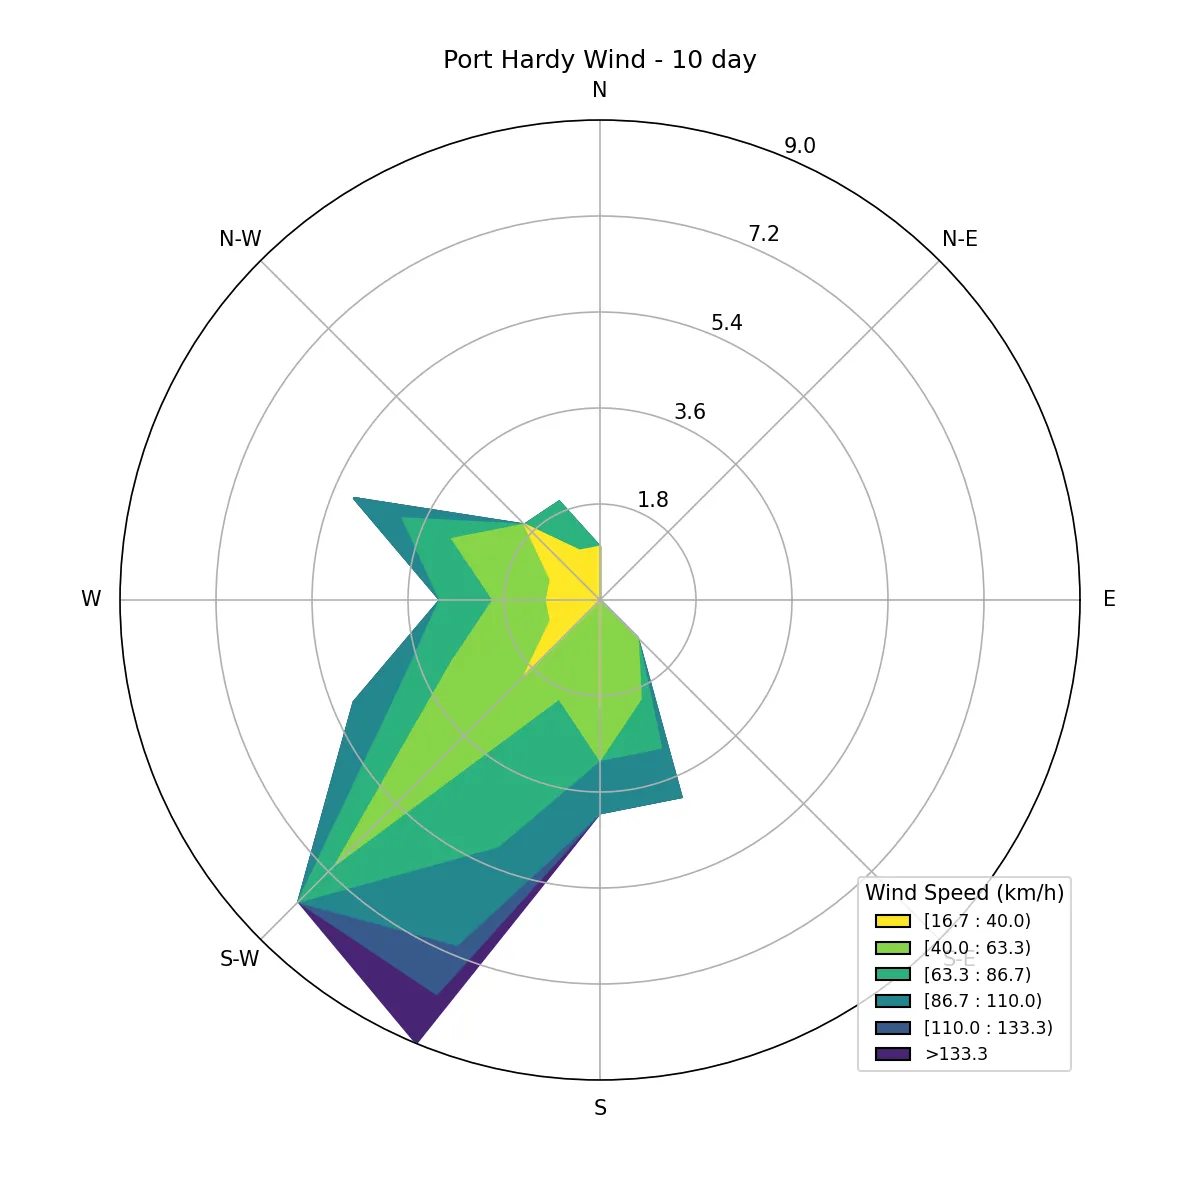 Port Hardy Wind - 10 day
N
9.0
N-W
7.2
N-E
5.4
3.6
1.8
W
E
S-W
S-E
S
Wind Speed (km/h)
[16.7 : 40.0)
[40.0 : 63.3)
[63.3 : 86.7)
[86.7 : 110.0)
[110.0 : 133.3)
>133.3